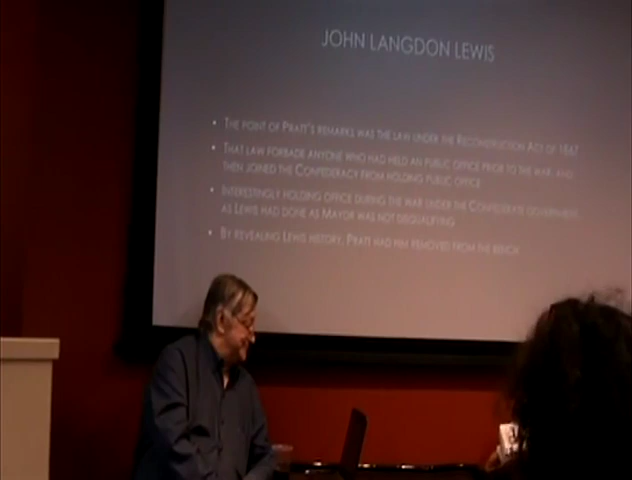 JOHN LANGDON LEWIS
• THE POINT OF PRATT'S REMARKS WAS THE LAW UNDER THE RECONSTRUCTION ACT OF 1867
• THAT LAW FORBADE ANYONE WHO HAD HELD AN PUBLIC OFFICE PRIOR TO THE WAR, AND
THEN JOINED THE CONFEDERACY FROM HOLDING PUBLIC OFFICE
• INTERESTINGLY HOLDING OFFICE DURING THE WAR UNDER THE CONFEDERATE GOVERNMENT,
AS LEWIS HAD DONE AS MAYOR WAS NOT DISQUALIFYING
• BY REVEALING LEWIS HISTORY, PRATT HAD HIM REMOVED FROM THE BENCH